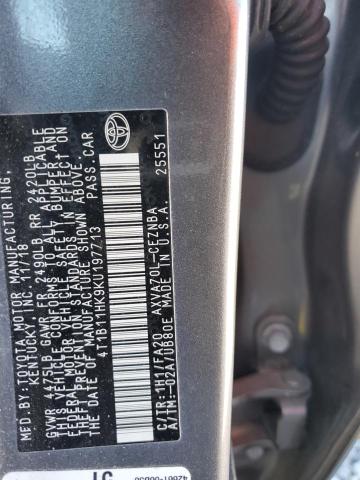 MFD. BY: TOYOTA MOTOR MANUFACTURING,
KENTUCKY, INC. 11/18
GVWR 4475LB GAWR FR 2490LB RR 2420LB
THIS VEHICLE CONFORMS TO ALL APPLICABLE
FEDERAL MOTOR VEHICLE SAFETY, BUMPER AND
THEFT PREVENTION STANDARDS IN EFFECT ON
THE DATE OF MANUFACTURE SHOWN ABOVE.
4T1B11HK9KU197713 PASS. CAR
C/TR: 1H1/FA20 AXVA70L-CEZNBA
A/TM: -02A/UB80E MADE IN U.S.A.
25551
TOYOTA